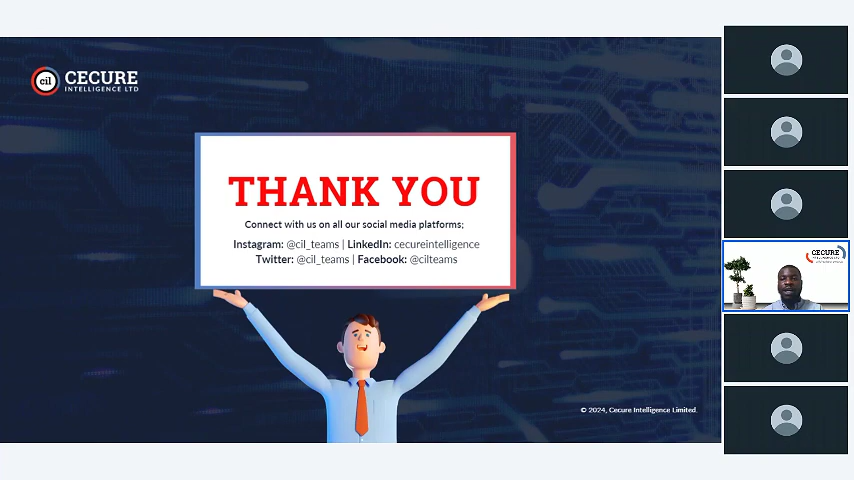 cil CECURE
INTELLIGENCE LTD
THANK YOU
Connect with us on all our social media platforms;
Instagram: @cil_teams | LinkedIn: cecureintelligence
Twitter: @cil_teams | Facebook: @cilteams
© 2024, Cecure Intelligence Limited.
CECURE